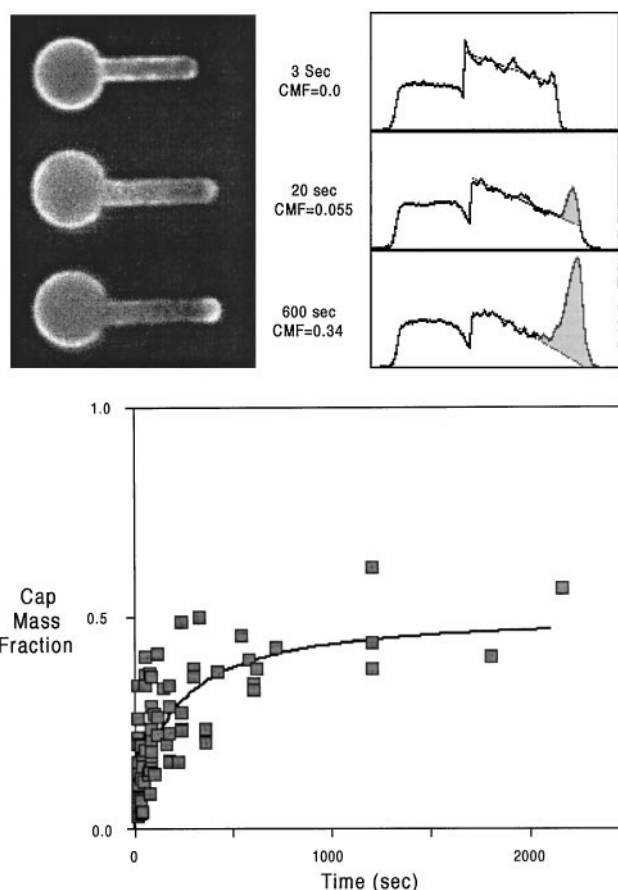 3 Sec
CMF=0.0
20 sec
CMF=0.055
600 sec
CMF=0.34
1.0
Cap
Mass
Fraction
0.5
0.0
0
1000
2000
Time (sec)